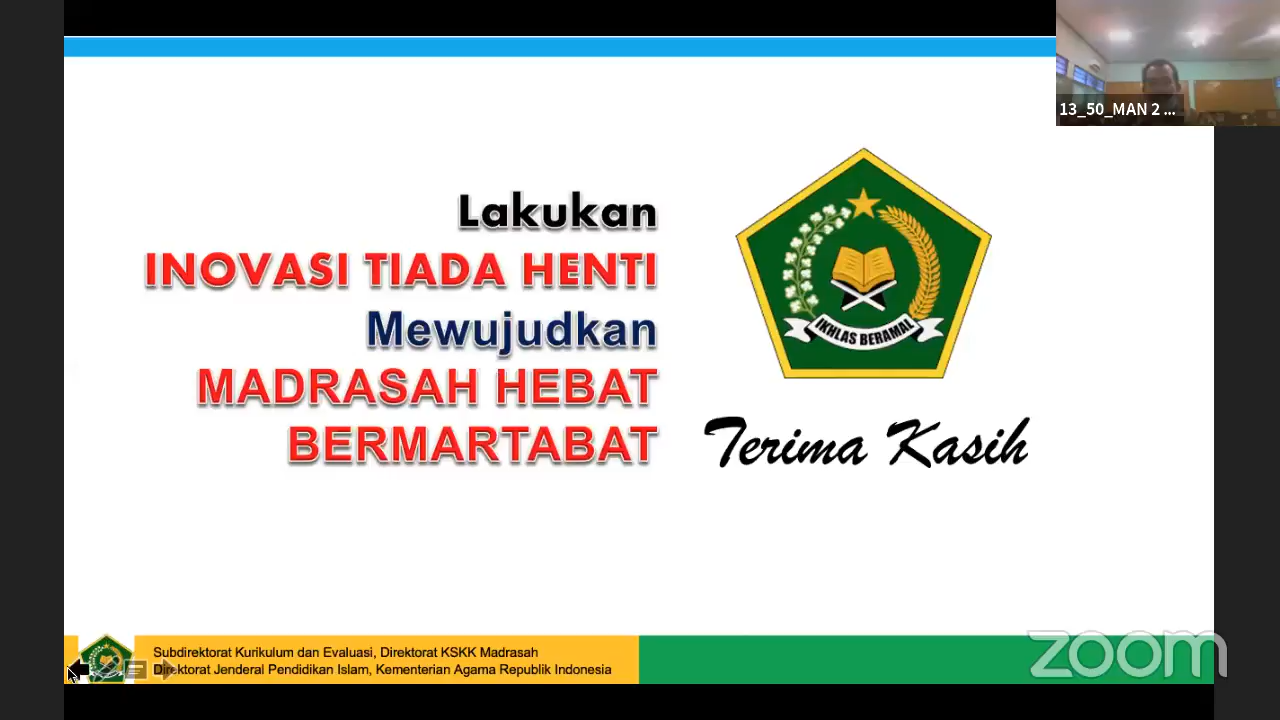 13_50_MAN 2 ...
Lakukan
INOVASI TIADA HENTI
Mewujudkan
MADRASAH HEBAT
BERMARTABAT
IKHLAS BERAMAL
Terima Kasih
Subdirektorat Kurikulum dan Evaluasi, Direktorat KSKK Madrasah
Direktorat Jenderal Pendidikan Islam, Kementerian Agama Republik Indonesia
zoom